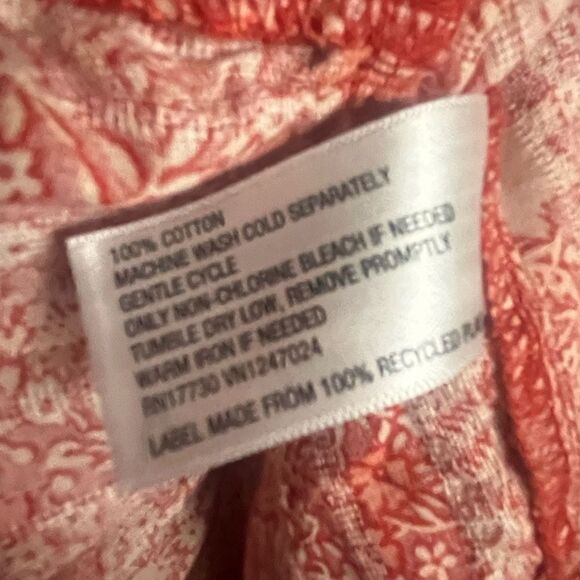 100% COTTON
MACHINE WASH COLD SEPARATELY
GENTLE CYCLE
ONLY NON-CHLORINE BLEACH IF NEEDED
TUMBLE DRY LOW, REMOVE PROMPTLY
WARM IRON IF NEEDED
RN17730 VN1247024
LABEL MADE FROM 100% RECYCLED